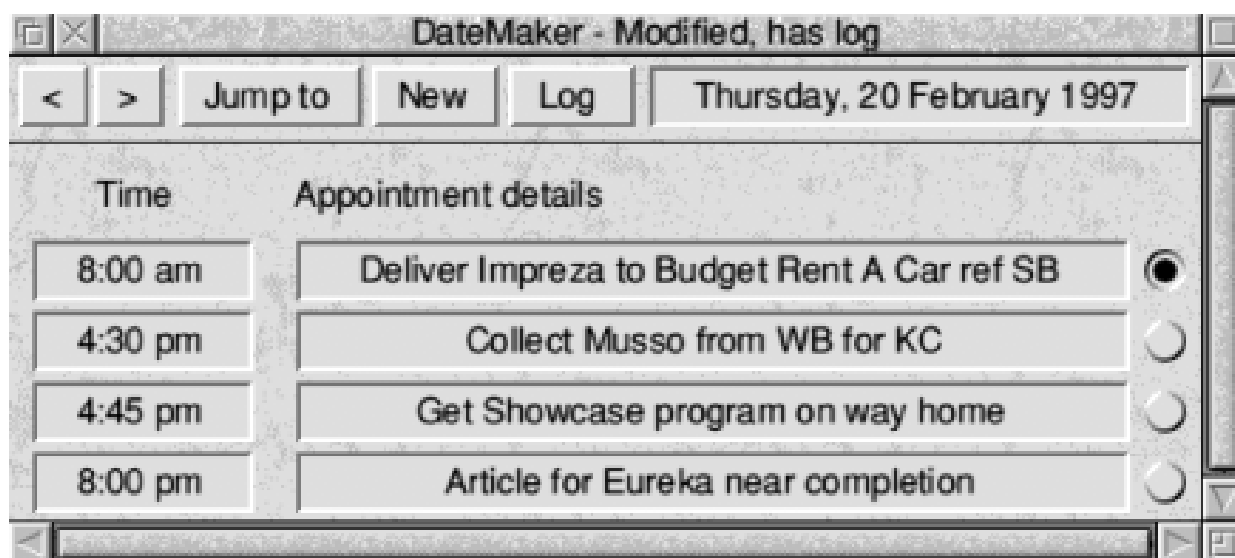 DateMaker - Modified, has log
< > Jump to New Log Thursday, 20 February 1997
Time Appointment details
8:00 am Deliver Impreza to Budget Rent A Car ref SB
4:30 pm Collect Musso from WB for KC
4:45 pm Get Showcase program on way home
8:00 pm Article for Eureka near completion